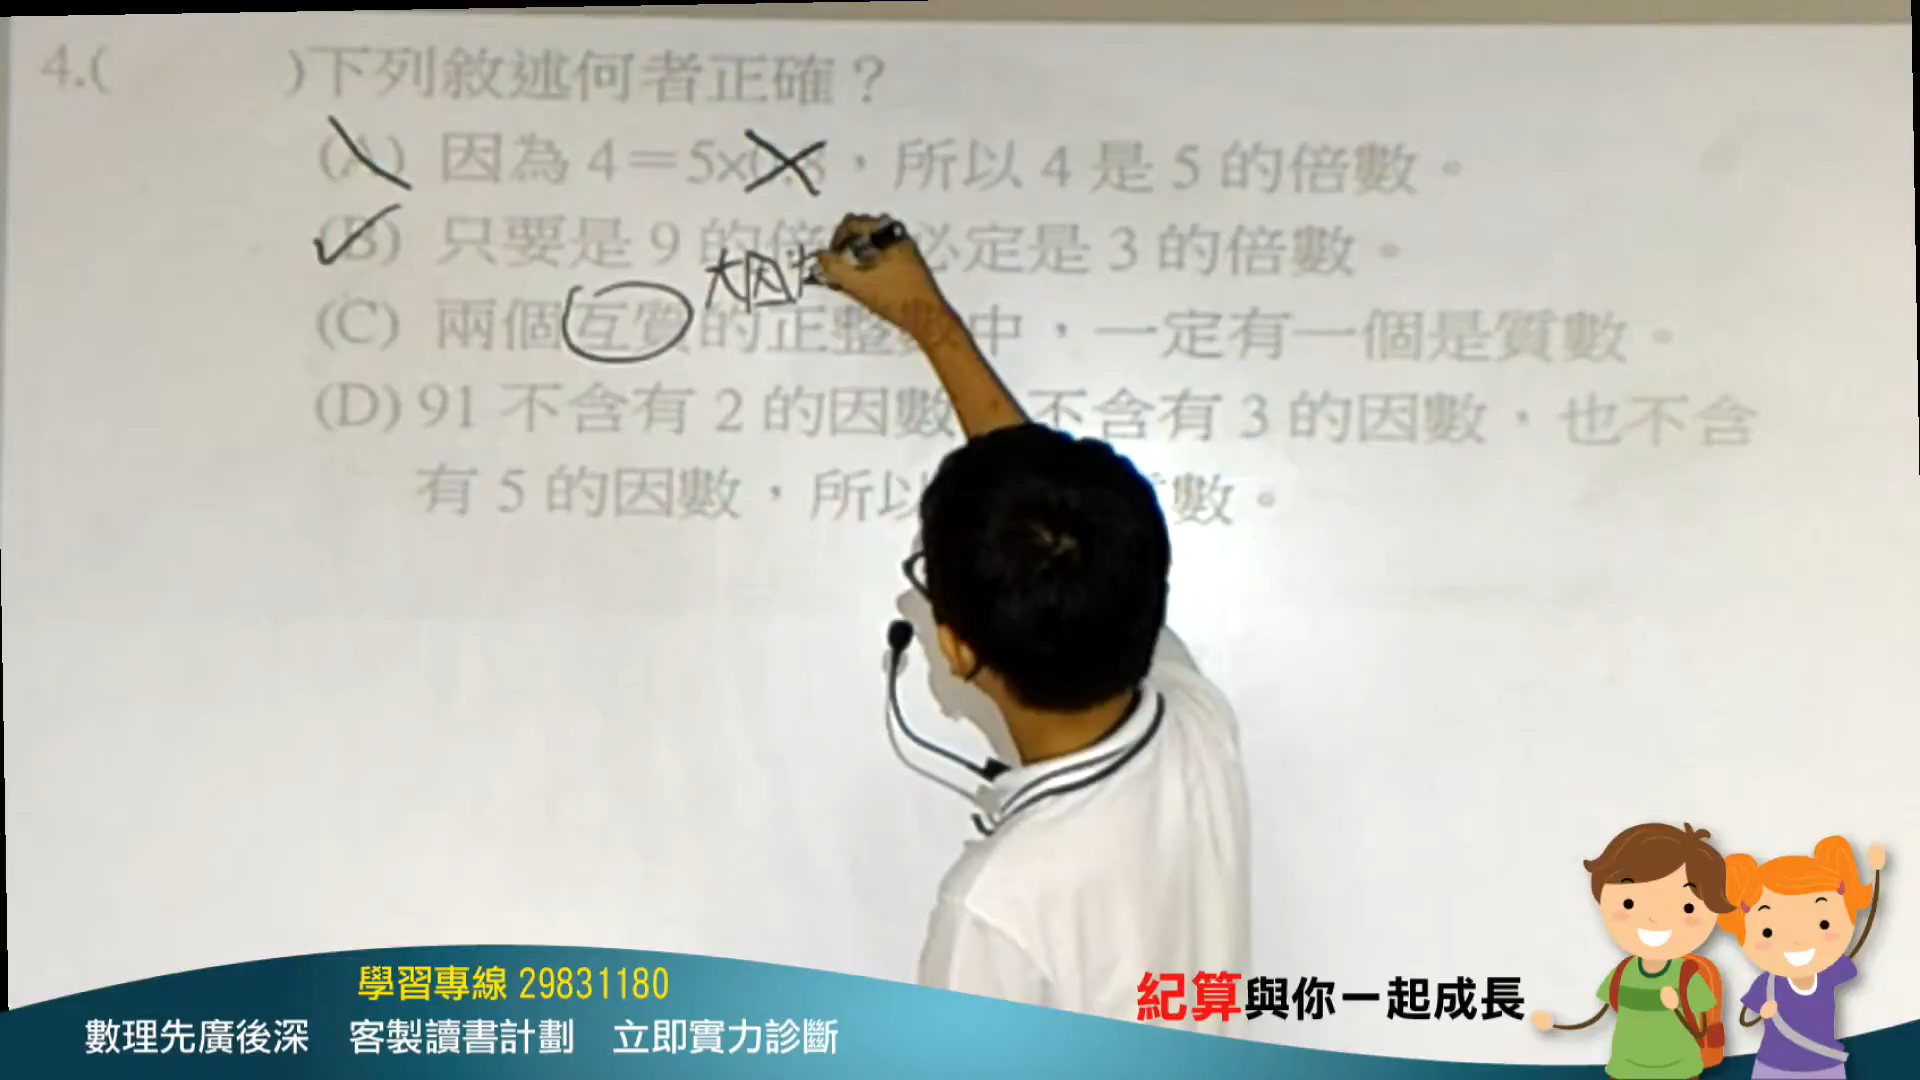 4.( )下列敘述何者正確？
(A) 因為 4＝5x0.8，所以 4 是 5 的倍數。
(B) 只要是 9 的倍 必定是 3 的倍數。
大因
(C) 兩個互質的正整數中，一定有一個是質數。
(D) 91 不含有 2 的因數 不含有 3 的因數，也不含
有 5 的因數，所以 數。
學習專線 29831180
數理先廣後深 客製讀書計劃 立即實力診斷
紀算與你一起成長